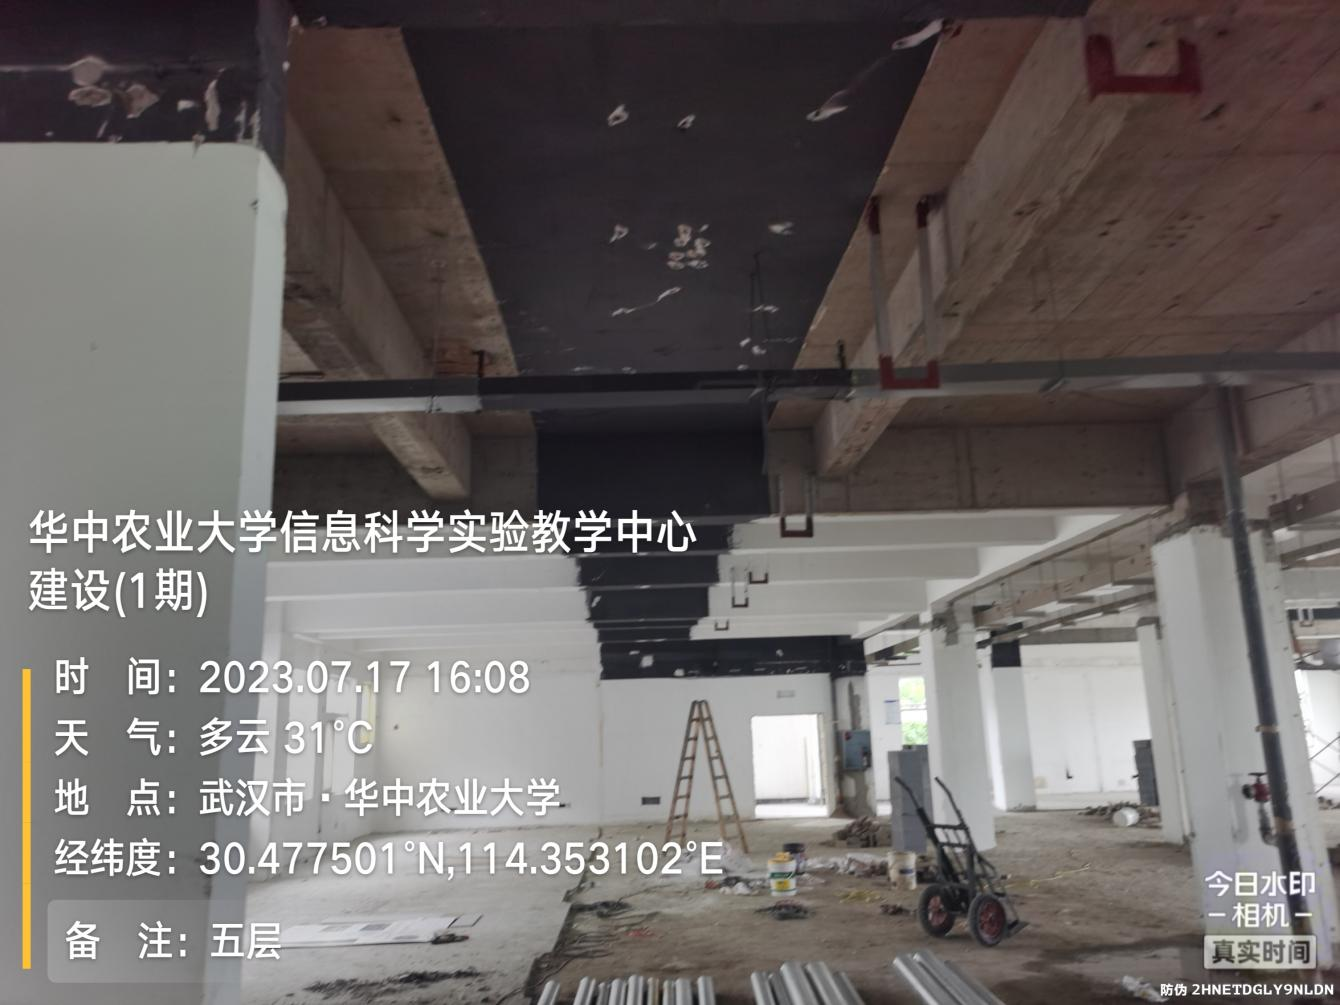 华中农业大学信息科学实验教学中心
建设(1期)
时 间：2023.07.17 16:08
天 气：多云 31°C
地 点：武汉市·华中农业大学
经纬度：30.477501°N,114.353102°E
备 注：五层
今日水印
-相机-
真实时间
防伪 2HNETDGLY9NLDN